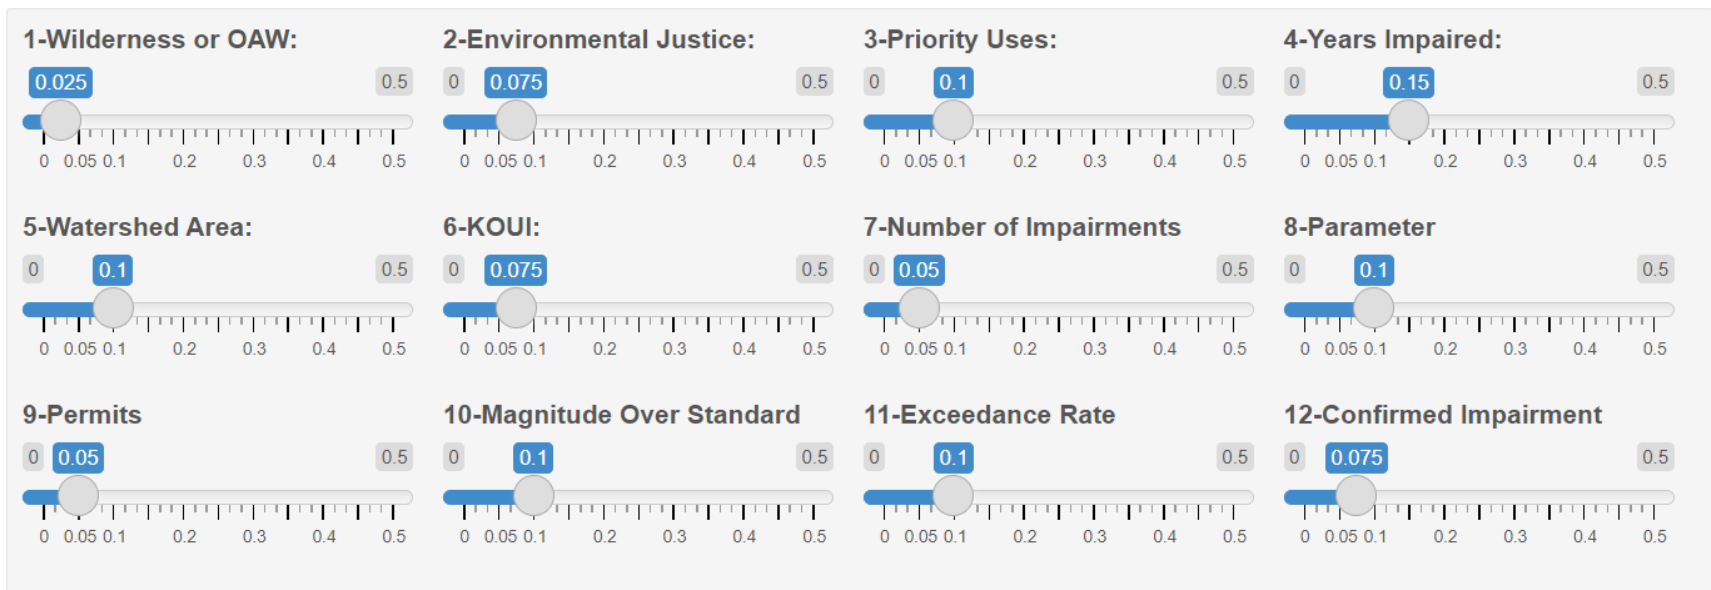 1-Wilderness or OAW: 2-Environmental Justice: 3-Priority Uses: 4-Years Impaired:
0.025 0.5 0 0.075 0.5 0 0.1 0.5 0 0.15 0.5
0 0.05 0.1 0.2 0.3 0.4 0.5 0 0.05 0.1 0.2 0.3 0.4 0.5 0 0.05 0.1 0.2 0.3 0.4 0.5 0 0.05 0.1 0.2 0.3 0.4 0.5
5-Watershed Area: 6-KOUI: 7-Number of Impairments 8-Parameter
0 0.1 0.5 0 0.075 0.5 0 0.05 0.5 0 0.1 0.5
0 0.05 0.1 0.2 0.3 0.4 0.5 0 0.05 0.1 0.2 0.3 0.4 0.5 0 0.05 0.1 0.2 0.3 0.4 0.5 0 0.05 0.1 0.2 0.3 0.4 0.5
9-Permits 10-Magnitude Over Standard 11-Exceedance Rate 12-Confirmed Impairment
0 0.05 0.5 0 0.1 0.5 0 0.1 0.5 0 0.075 0.5
0 0.05 0.1 0.2 0.3 0.4 0.5 0 0.05 0.1 0.2 0.3 0.4 0.5 0 0.05 0.1 0.2 0.3 0.4 0.5 0 0.05 0.1 0.2 0.3 0.4 0.5